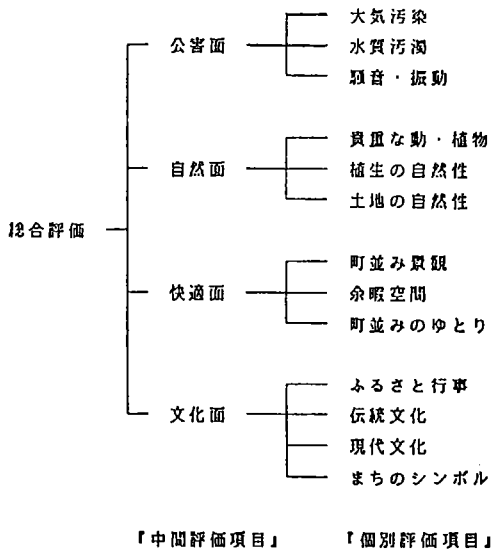 大気汚染
公害面
水質汚濁
騒音・振動
貴重な動・植物
自然面
植生の自然性
土地の自然性
総合評価
町並み景観
快適面
余暇空間
町並みのゆとり
ふるさと行事
文化面
伝統文化
現代文化
まちのシンボル
『中間評価項目』 『個別評価項目』